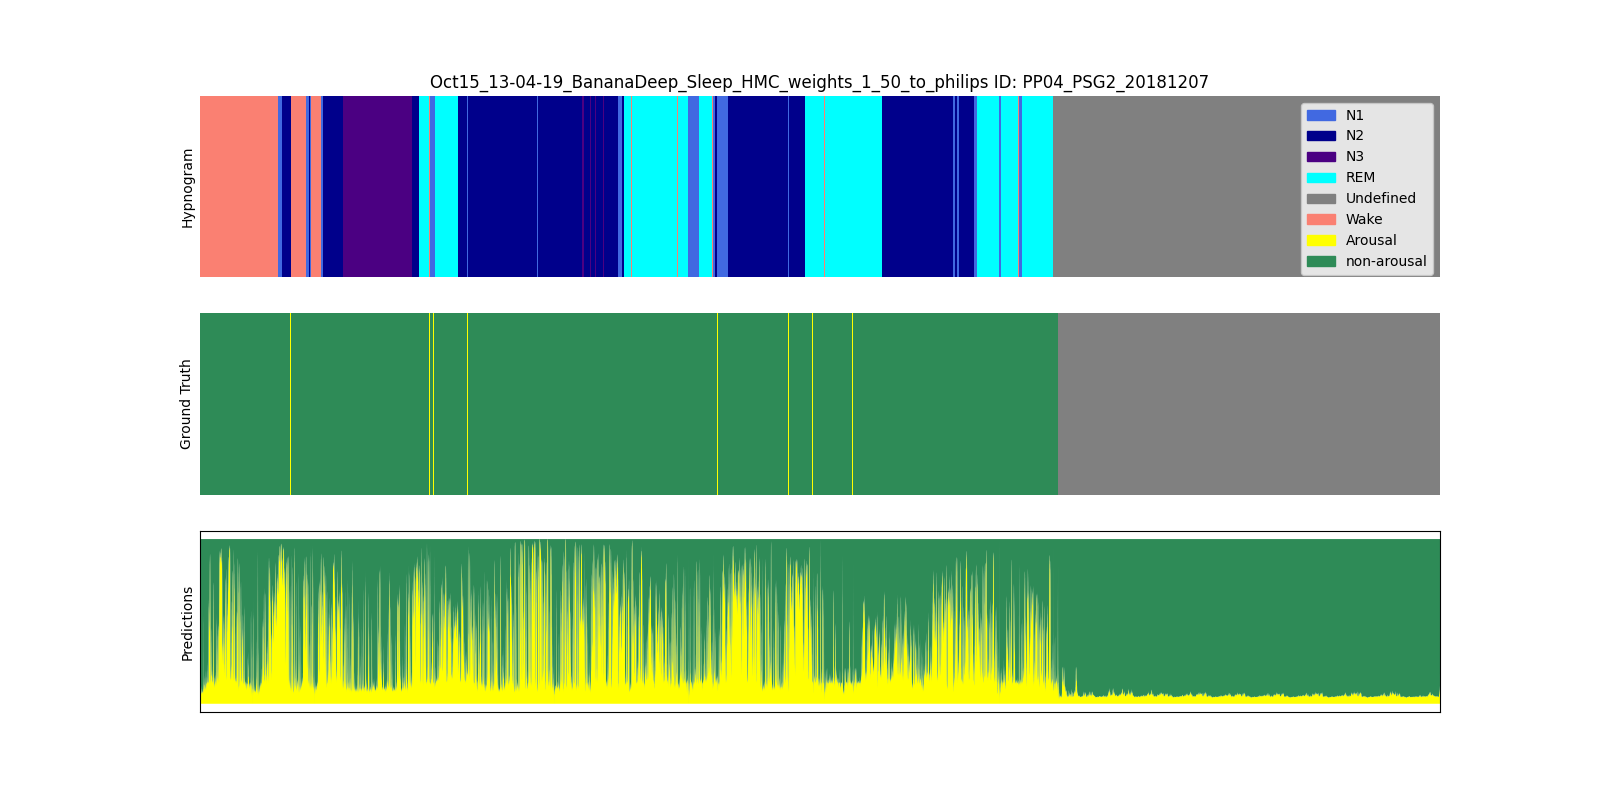 Oct15_13-04-19_BananaDeep_Sleep_HMC_weights_1_50_to_philips ID: PP04_PSG2_20181207
Hypnogram
N1
N2
N3
REM
Undefined
Wake
Arousal
non-arousal
Ground Truth
Predictions